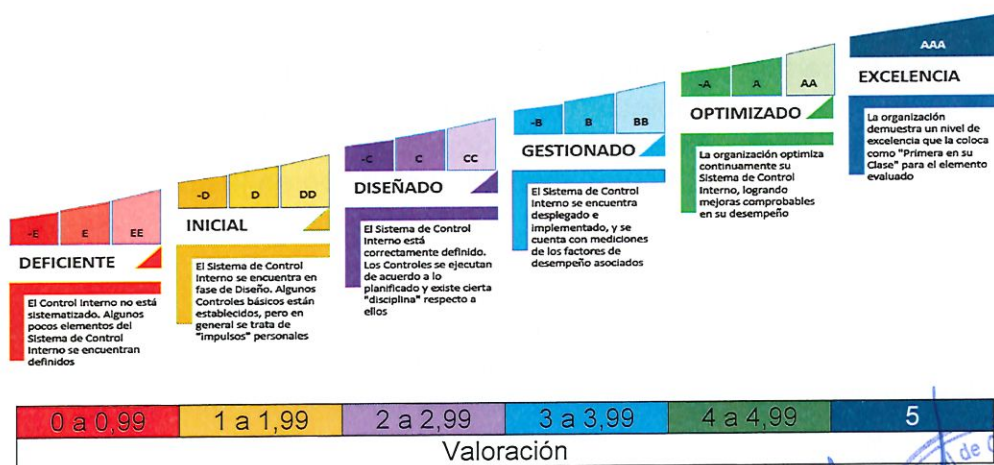 -E E EE
DEFICIENTE
El Control Interno no está
sistematizado. Algunos
pocos elementos del
Sistema de Control
Interno se encuentran
definidos
-D D DD
INICIAL
El Sistema de Control
Interno se encuentra en
fase de Diseño. Algunos
Controles básicos están
establecidos, pero en
general se trata de
"impulsos" personales
-C C CC
DISEÑADO
El Sistema de Control
Interno está
correctamente definido.
Los Controles se ejecutan
de acuerdo a lo
planificado y existe cierta
"disciplina" respecto a
ellos
-B B BB
GESTIONADO
El Sistema de Control
Interno se encuentra
desplegado e
implementado, y se
cuenta con mediciones
de los factores de
desempeño asociados
-A A AA
OPTIMIZADO
La organización optimiza
continuamente su
Sistema de Control
Interno, logrando
mejoras comprobables
en su desempeño
AAA
EXCELENCIA
La organización
demuestra un nivel de
excelencia que la coloca
como "Primera en su
Clase" para el elemento
evaluado
0 a 0,99 1 a 1,99 2 a 2,99 3 a 3,99 4 a 4,99 5
Valoración
de